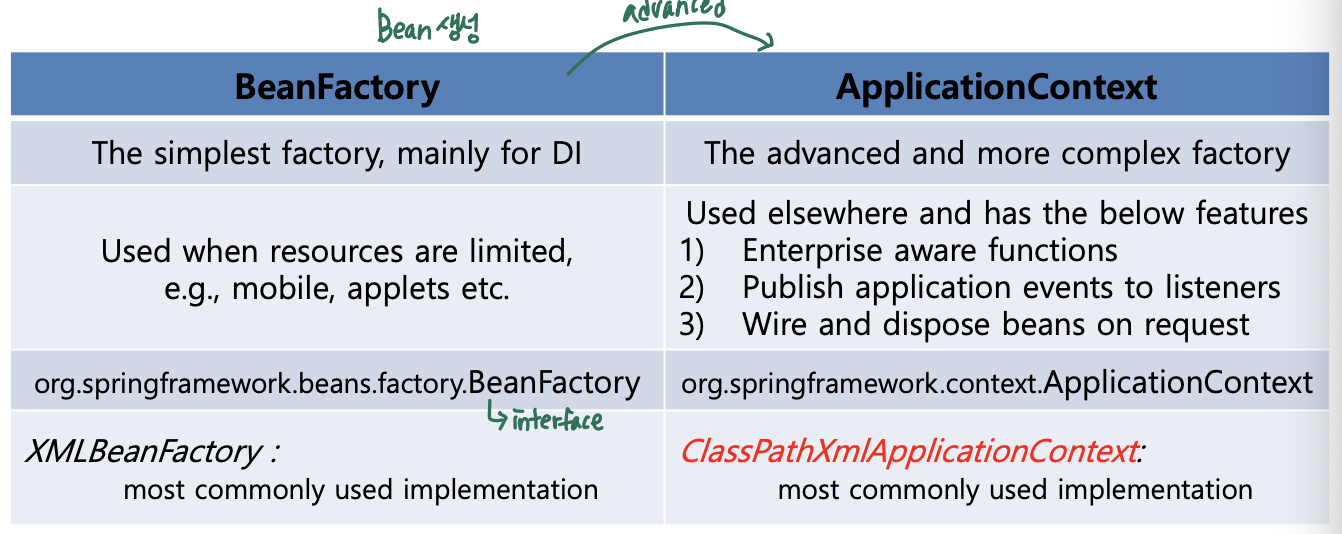 Bean 생성
advanced
BeanFactory
ApplicationContext
The simplest factory, mainly for DI
The advanced and more complex factory
Used when resources are limited,
e.g., mobile, applets etc.
Used elsewhere and has the below features
1) Enterprise aware functions
2) Publish application events to listeners
3) Wire and dispose beans on request
org.springframework.beans.factory.BeanFactory
interface
org.springframework.context.ApplicationContext
XMLBeanFactory :
most commonly used implementation
ClassPathXmlApplicationContext:
most commonly used implementation